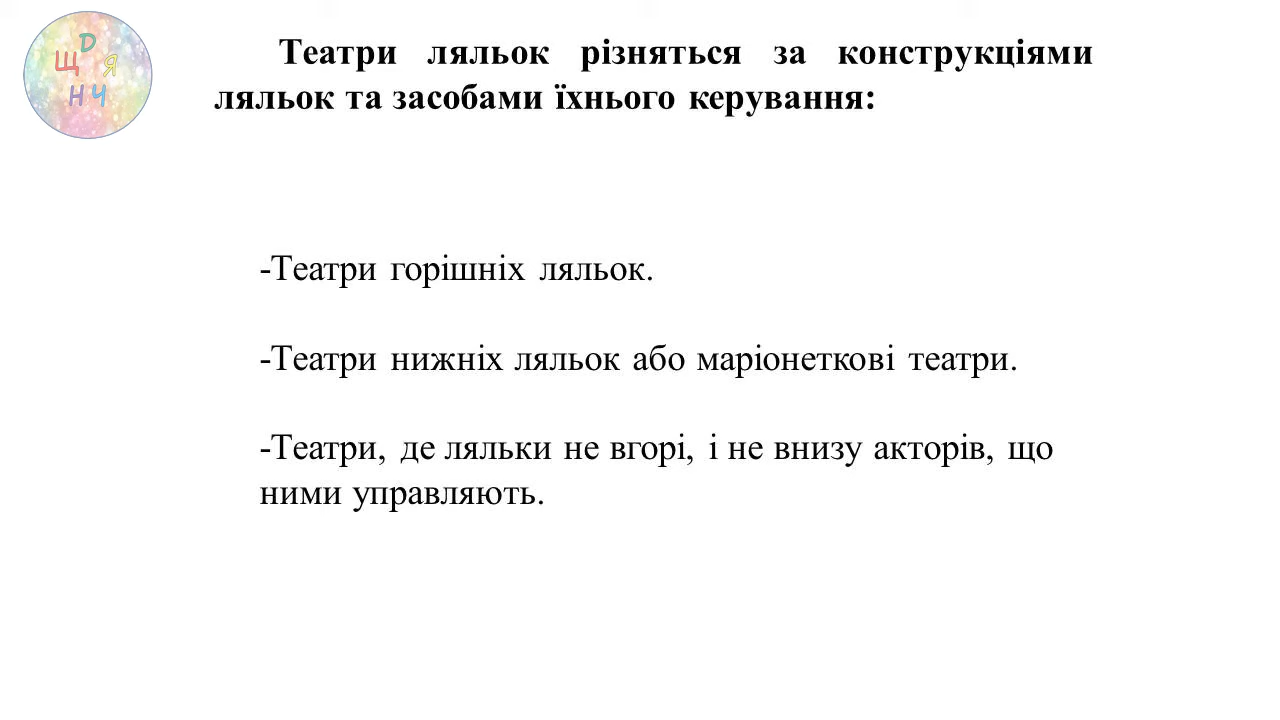 Д
Щ Я
Н Ч
Театри ляльок різняться за конструкціями
ляльок та засобами їхнього керування:
-Театри горішніх ляльок.
-Театри нижніх ляльок або маріонеткові театри.
-Театри, де ляльки не вгорі, і не внизу акторів, що
ними управляють.